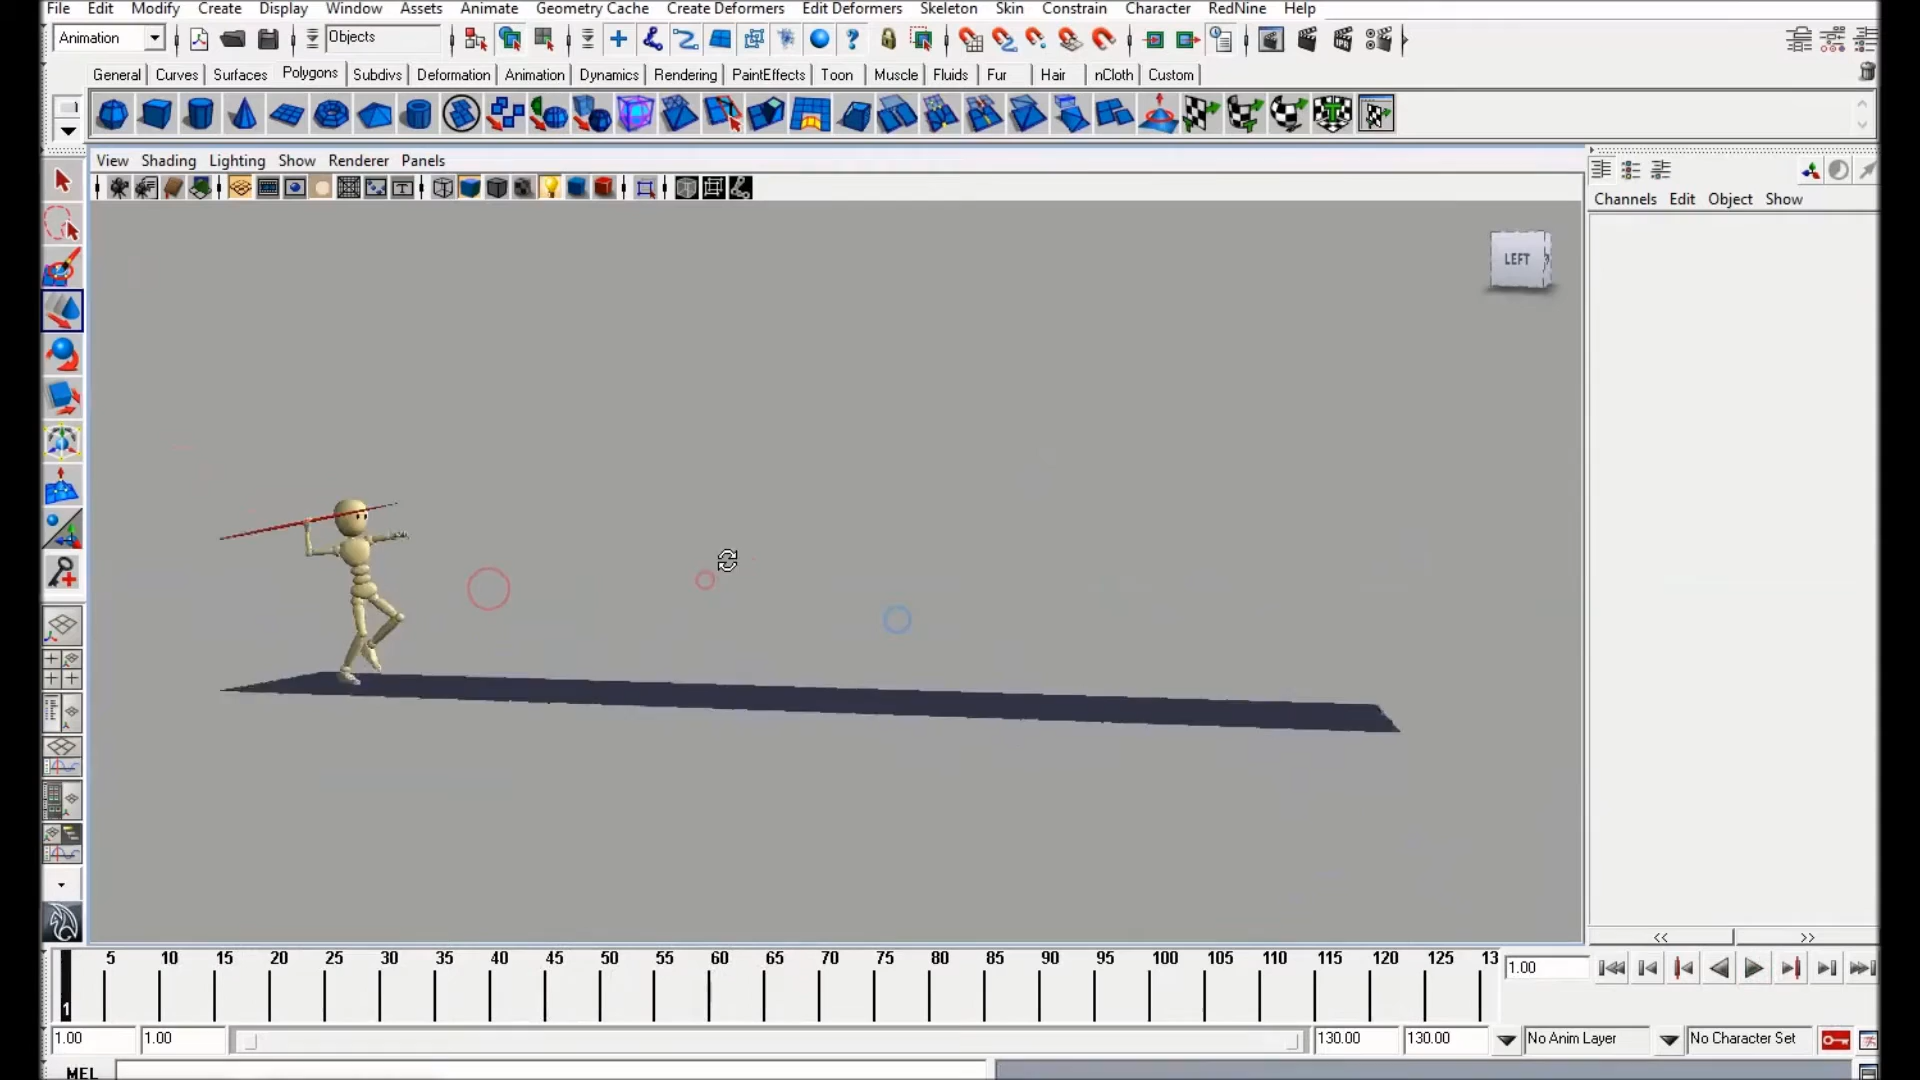 File Edit Modify Create Display Window Assets Animate Geometry Cache Create Deformers Edit Deformers Skeleton Skin Constrain Character RedNine Help
Animation Objects
General Curves Surfaces Polygons Subdivs Deformation Animation Dynamics Rendering PaintEffects Toon Muscle Fluids Fur Hair nCloth Custom
View Shading Lighting Show Renderer Panels
Channels Edit Object Show
LEFT
<< >>
5 10 15 20 25 30 35 40 45 50 55 60 65 70 75 80 85 90 95 100 105 110 115 120 125 13
1.00
1
1.00 1.00 130.00 130.00 No Anim Layer No Character Set
MEL